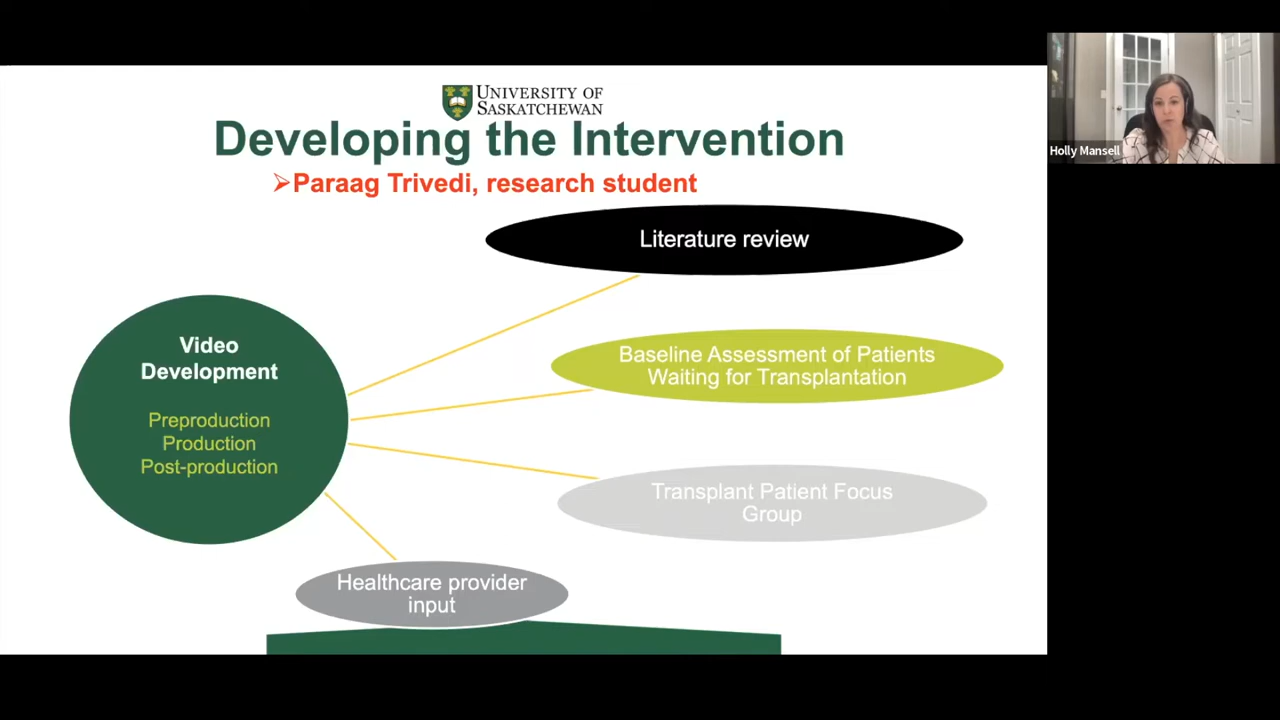 UNIVERSITY OF
SASKATCHEWAN
Developing the Intervention
➢Paraag Trivedi, research student
Literature review
Video
Development
Preproduction
Production
Post-production
Baseline Assessment of Patients
Waiting for Transplantation
Transplant Patient Focus
Group
Healthcare provider
input
Holly Mansell